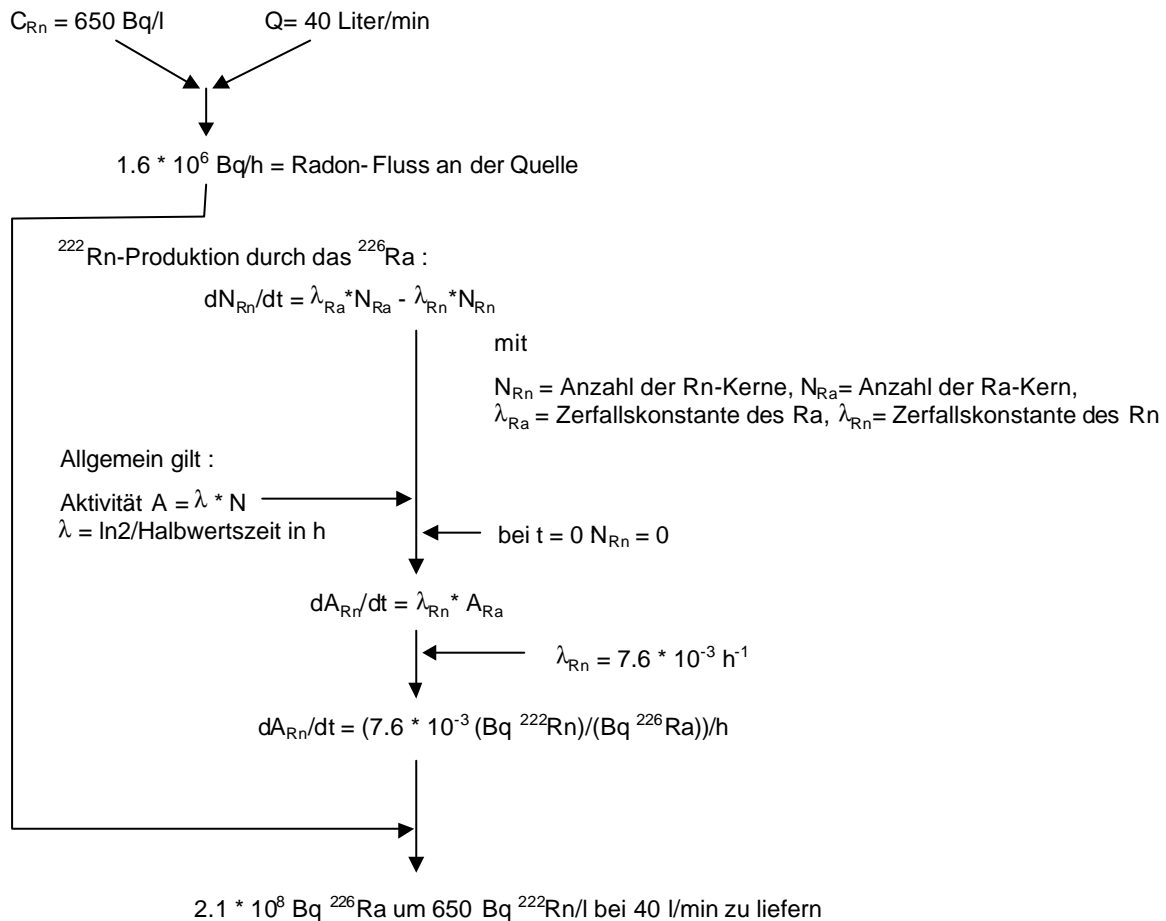 C_Rn = 650 Bq/l
Q= 40 Liter/min
1.6 * 10^6 Bq/h = Radon- Fluss an der Quelle
^222Rn-Produktion durch das ^226Ra :
dN_Rn/dt = λ_Ra*N_Ra - λ_Rn*N_Rn
mit
N_Rn = Anzahl der Rn-Kerne, N_Ra= Anzahl der Ra-Kern,
λ_Ra = Zerfallskonstante des Ra, λ_Rn= Zerfallskonstante des Rn
Allgemein gilt :
Aktivität A = λ * N
λ = ln2/Halbwertszeit in h
bei t = 0 N_Rn = 0
dA_Rn/dt = λ_Rn* A_Ra
λ_Rn = 7.6 * 10^-3 h^-1
dA_Rn/dt = (7.6 * 10^-3 (Bq ^222Rn)/(Bq ^226Ra))/h
2.1 * 10^8 Bq ^226Ra um 650 Bq ^222Rn/l bei 40 l/min zu liefern